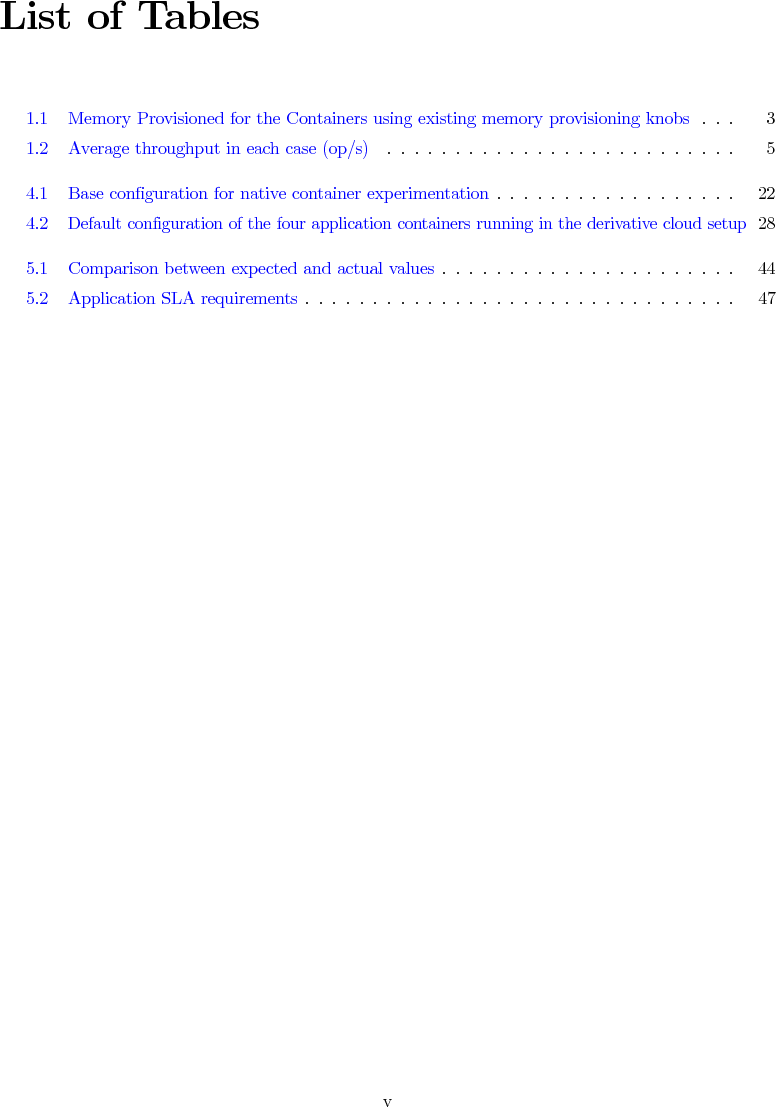 List of Tables
1.1 Memory Provisioned for the Containers using existing memory provisioning knobs . . . 3
1.2 Average throughput in each case (op/s) . . . . . . . . . . . . . . . . . . . . . . . . . . 5
4.1 Base configuration for native container experimentation . . . . . . . . . . . . . . . . . . 22
4.2 Default configuration of the four application containers running in the derivative cloud setup 28
5.1 Comparison between expected and actual values . . . . . . . . . . . . . . . . . . . . . . 44
5.2 Application SLA requirements . . . . . . . . . . . . . . . . . . . . . . . . . . . . . . . . 47
v